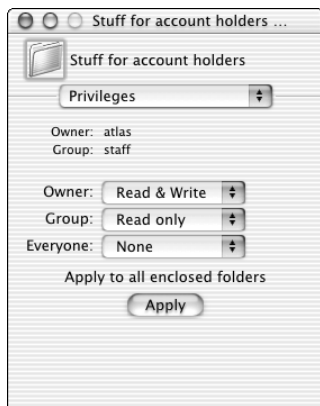 Stuff for account holders ...
Stuff for account holders
Privileges
Owner: atlas
Group: staff
Owner: Read & Write
Group: Read only
Everyone: None
Apply to all enclosed folders
Apply